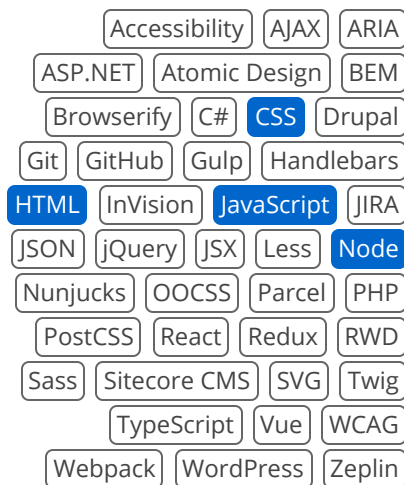 Accessibility AJAX ARIA
ASP.NET Atomic Design BEM
Browserify C# CSS Drupal
Git GitHub Gulp Handlebars
HTML InVision JavaScript JIRA
JSON jQuery JSX Less Node
Nunjucks OOCSS Parcel PHP
PostCSS React Redux RWD
Sass Sitecore CMS SVG Twig
TypeScript Vue WCAG
Webpack WordPress Zeplin